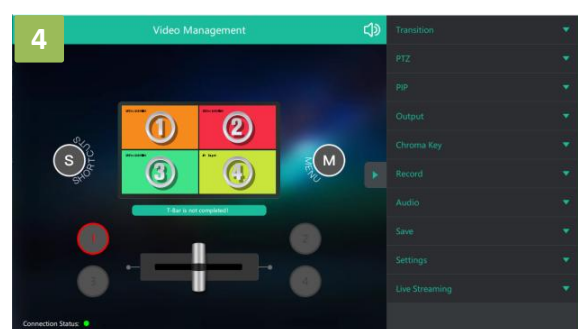 4
Video Management
Transition
PTZ
PIP
Output
Chroma Key
Record
Audio
Save
Settings
Live Streaming
1
2
3
4
S
SHORTCUTS
M
MENU
T-Bar is not completed!
1
2
3
4
Connection Status: